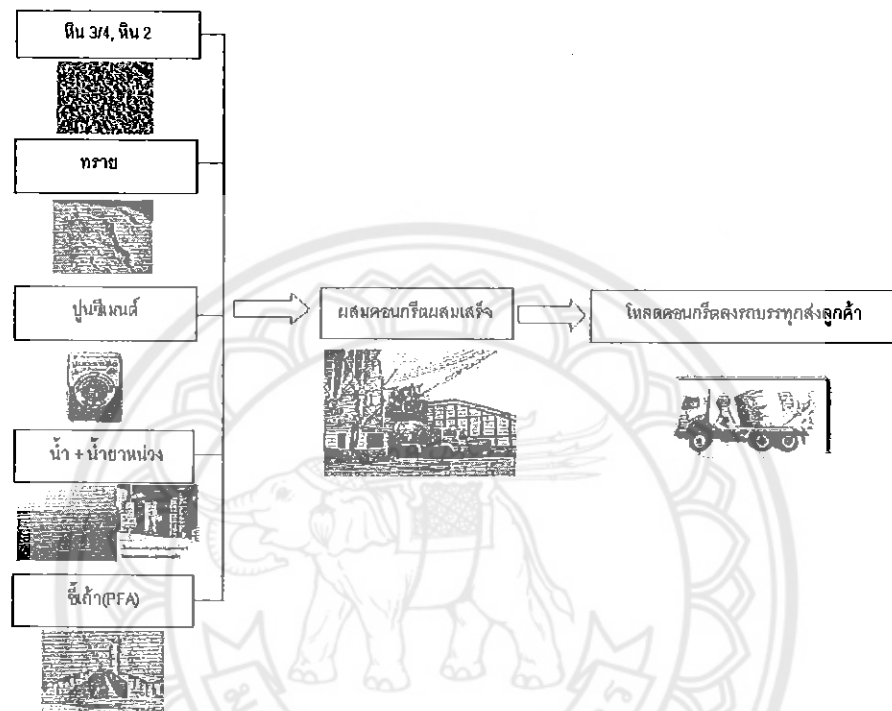 หิน 3/4, หิน 2
ทราย
ปูนซีเมนต์
ผสมคอนกรีตผสมเสร็จ
โหลดคอนกรีตลงรถบรรทุกส่งลูกค้า
น้ำ + น้ำยาหน่วง
ขี้เถ้า(PFA)